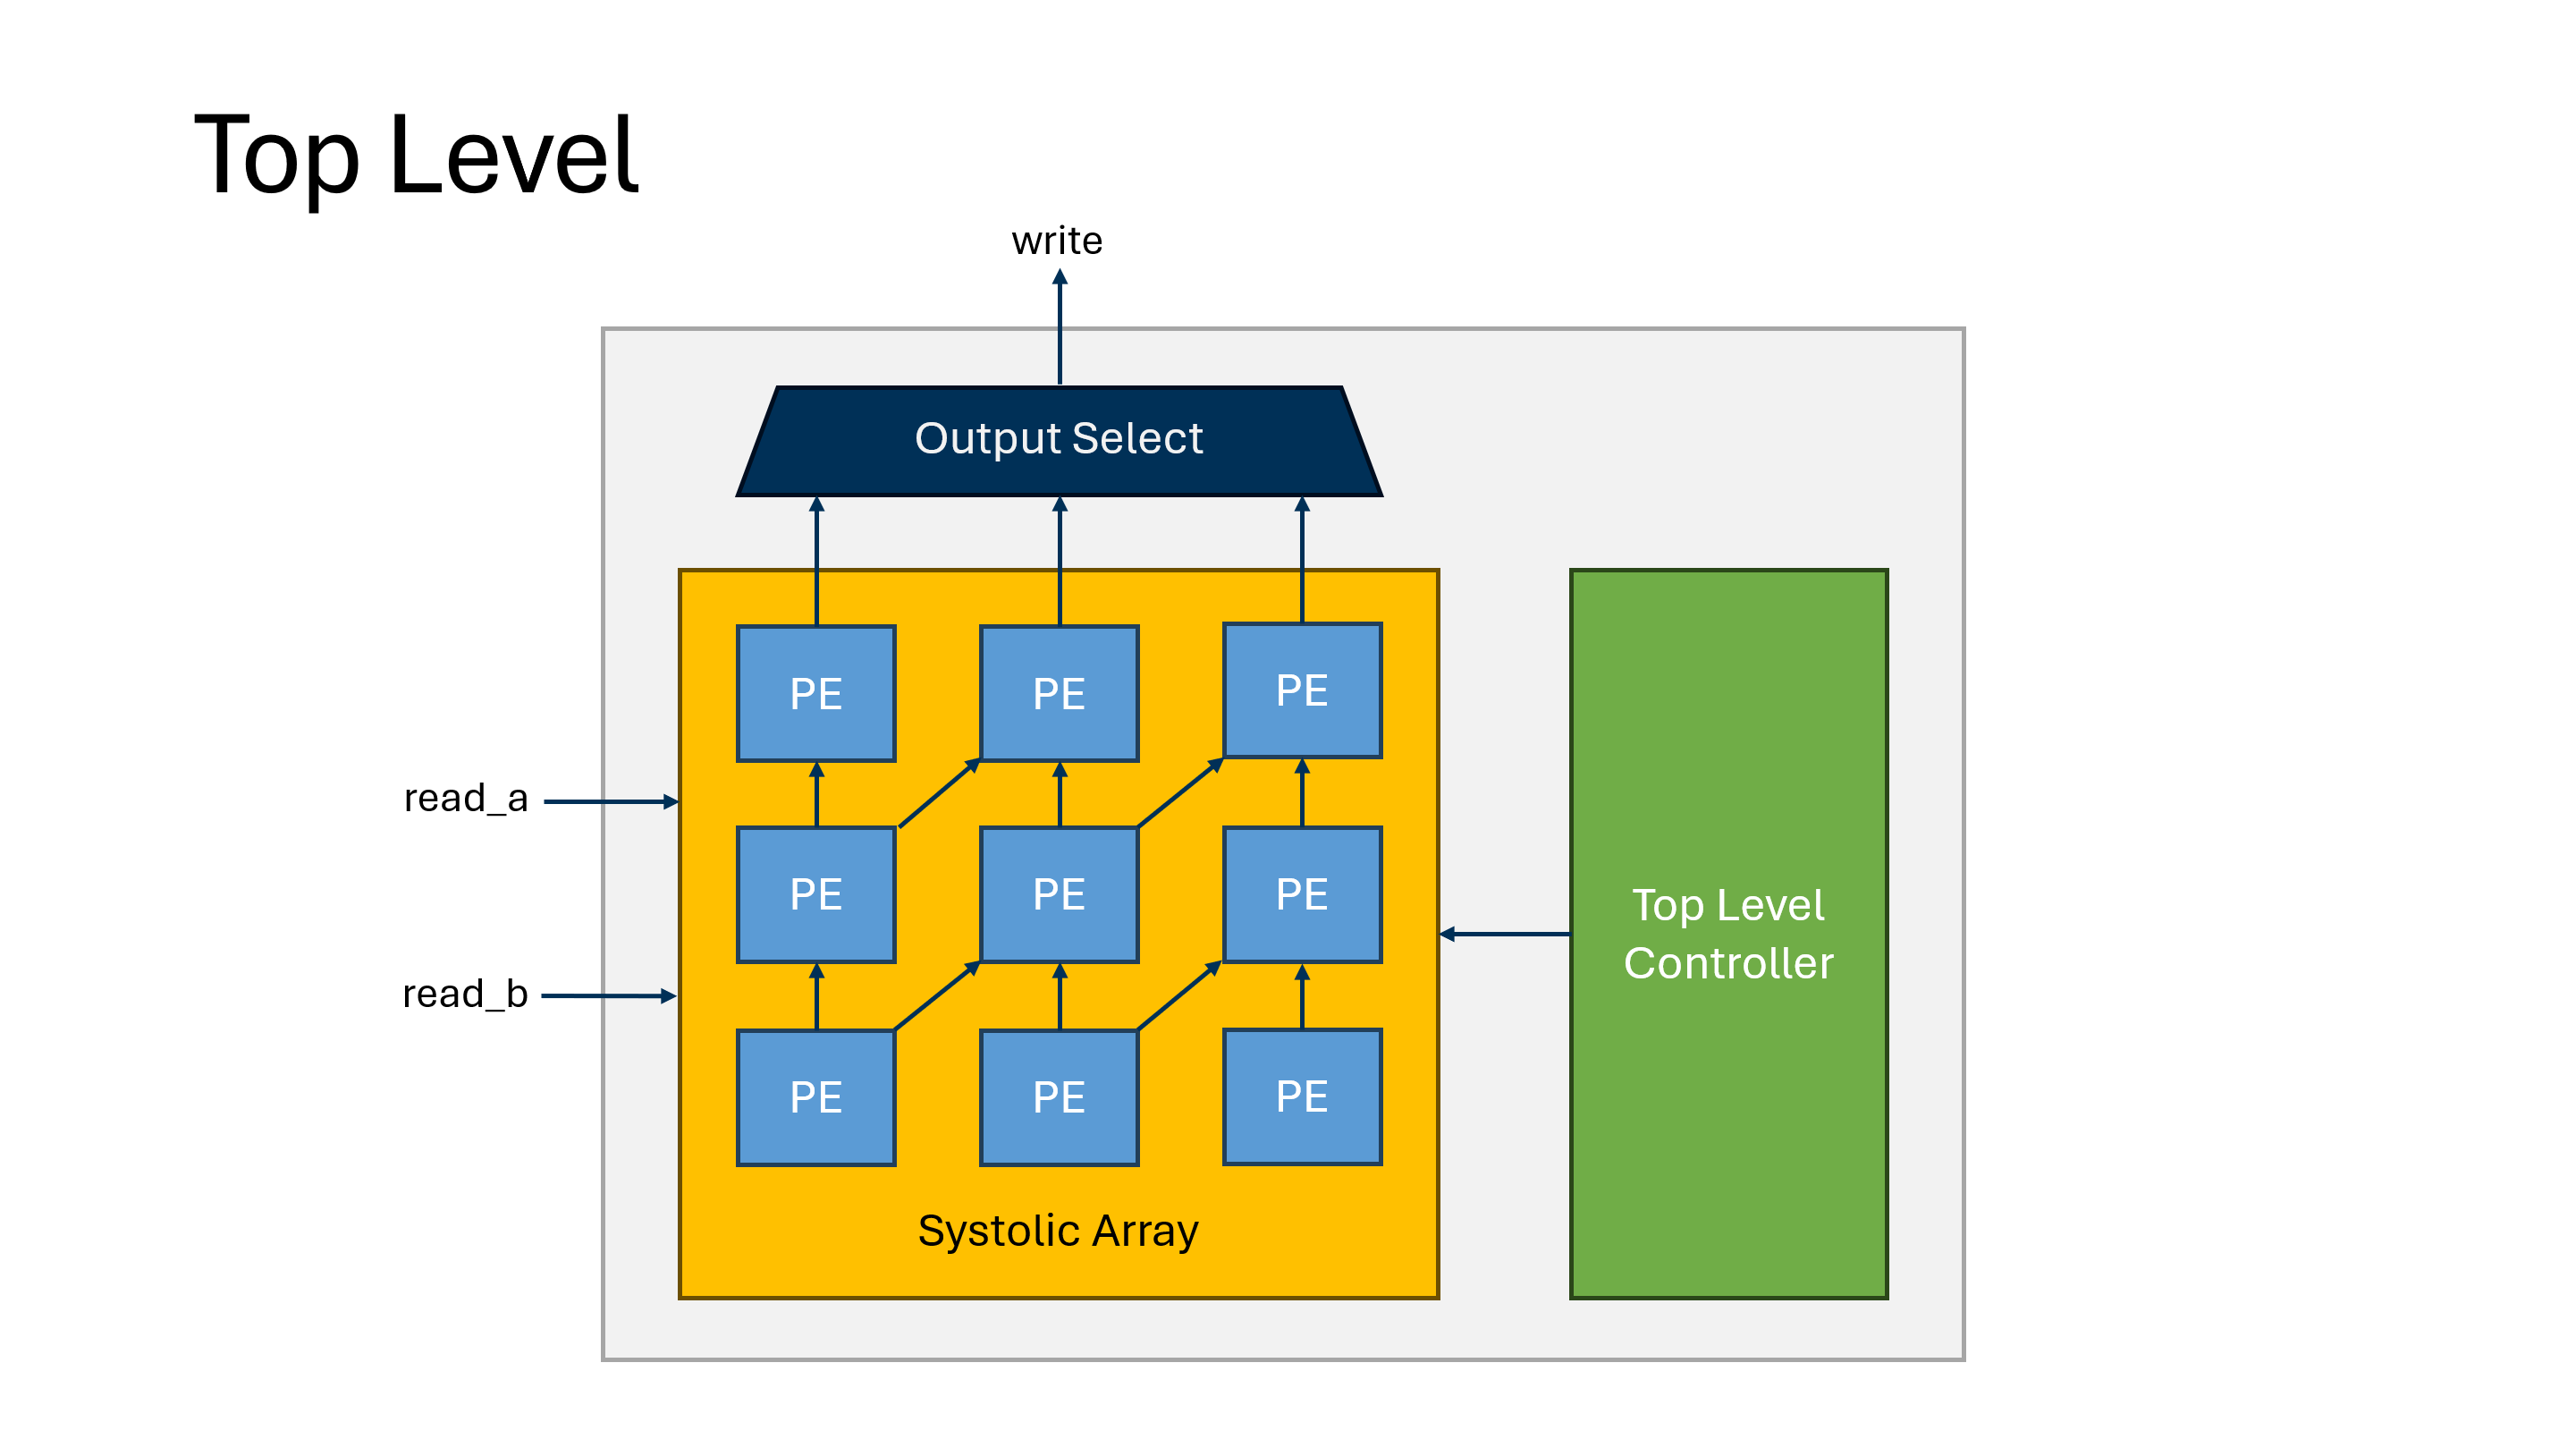 Top Level
write
Output Select
PE PE PE
read_a
PE PE PE
Top Level
Controller
read_b
PE PE PE
Systolic Array